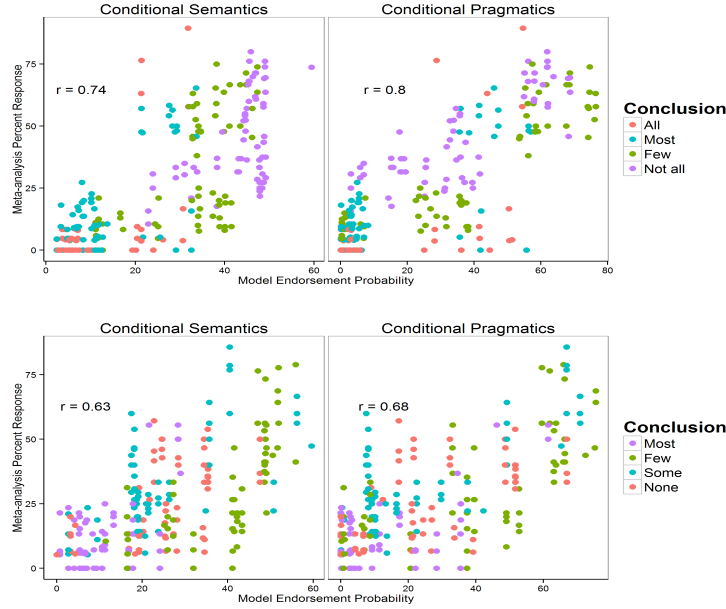 Conditional Semantics Conditional Pragmatics
Meta-analysis Percent Response
75
50
25
0
r = 0.74 r = 0.8
0 20 40 60 0 20 40 60 80
Model Endorsement Probability
Conclusion
All
Most
Few
Not all
Conditional Semantics Conditional Pragmatics
Meta-analysis Percent Response
75
50
25
0
r = 0.63 r = 0.68
0 20 40 60 0 20 40 60
Model Endorsement Probability
Conclusion
Most
Few
Some
None